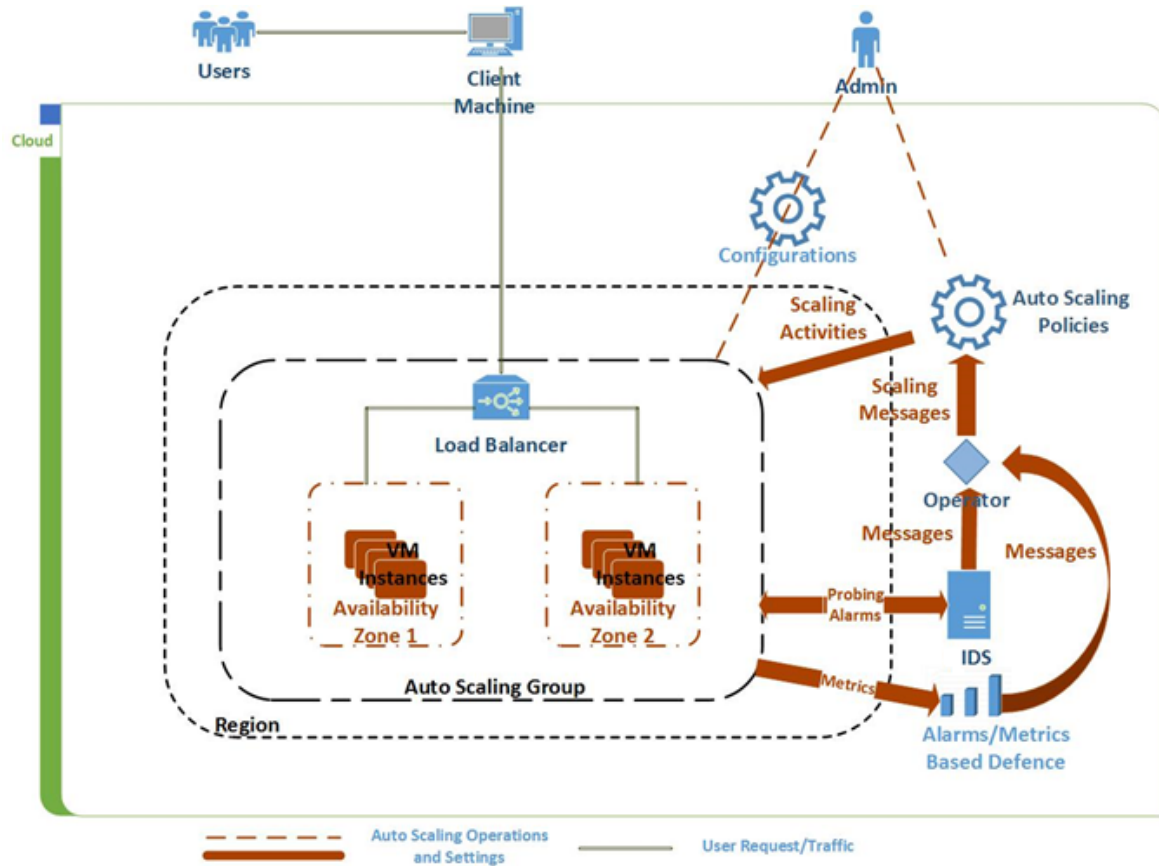 Users
Client
Machine
Admin
Cloud
Configurations
Auto Scaling
Policies
Scaling
Activities
Scaling
Messages
Load Balancer
Operator
VM
Instances
Availability
Zone 1
VM
Instances
Availability
Zone 2
Messages
Messages
Probing
Alarms
IDS
Auto Scaling Group
Metrics
Region
Alarms/Metrics
Based Defence
Auto Scaling Operations
and Settings
User Request/Traffic